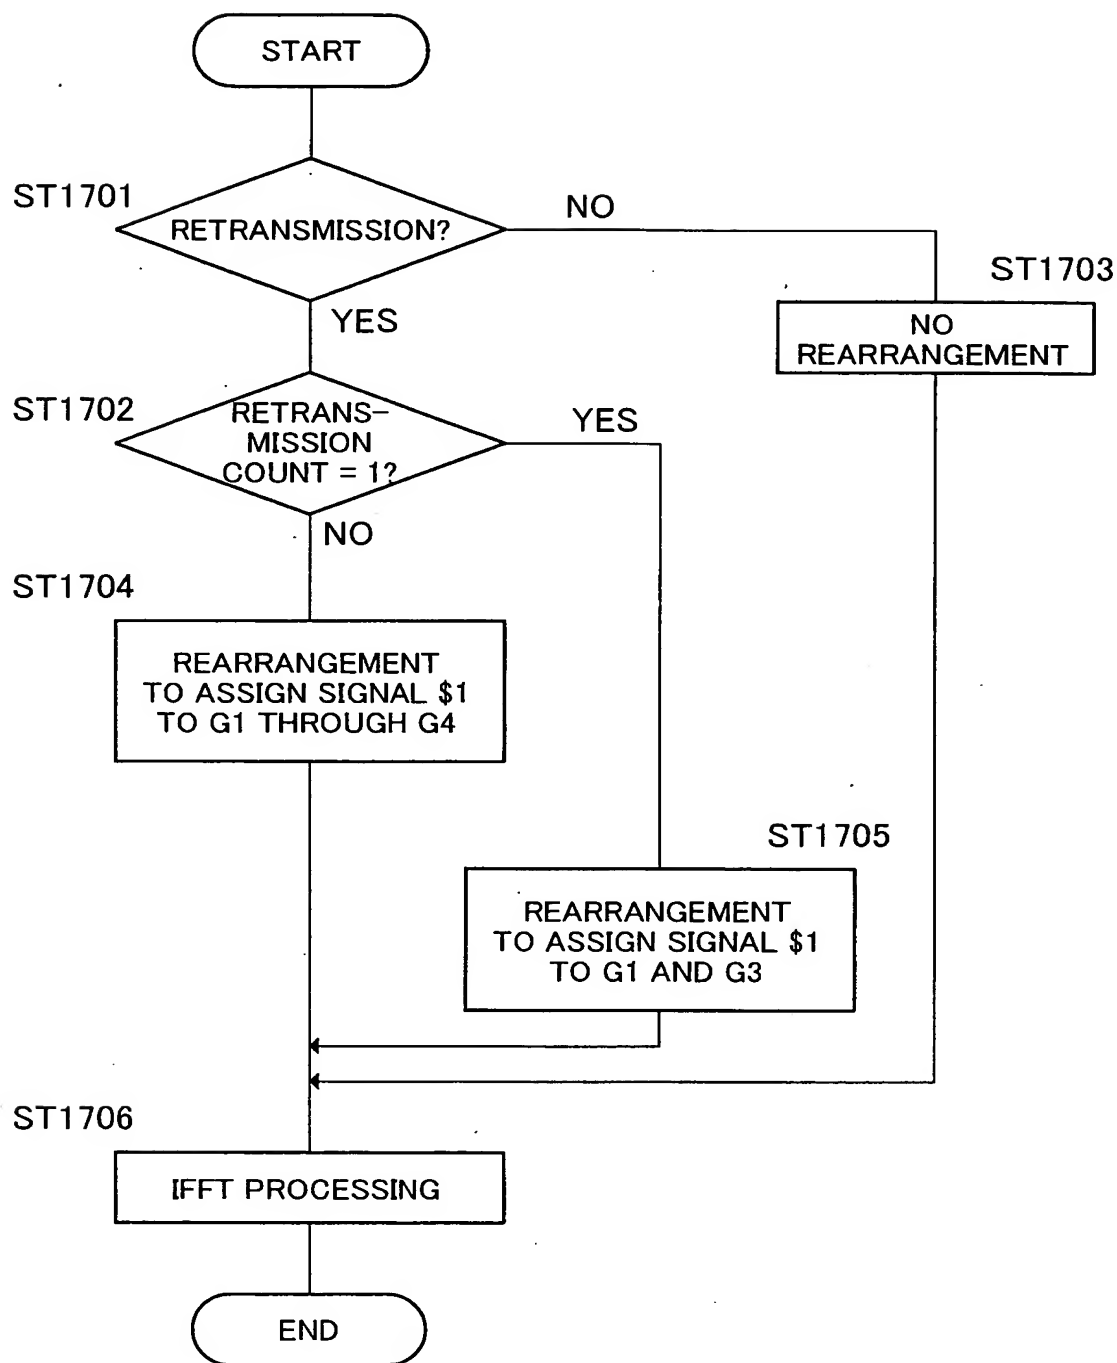 START
ST1701
RETRANSMISSION?
NO
ST1703
NO
REARRANGEMENT
YES
ST1702
RETRANS-
MISSION
COUNT = 1?
YES
NO
ST1704
REARRANGEMENT
TO ASSIGN SIGNAL $1
TO G1 THROUGH G4
ST1705
REARRANGEMENT
TO ASSIGN SIGNAL $1
TO G1 AND G3
ST1706
IFFT PROCESSING
END